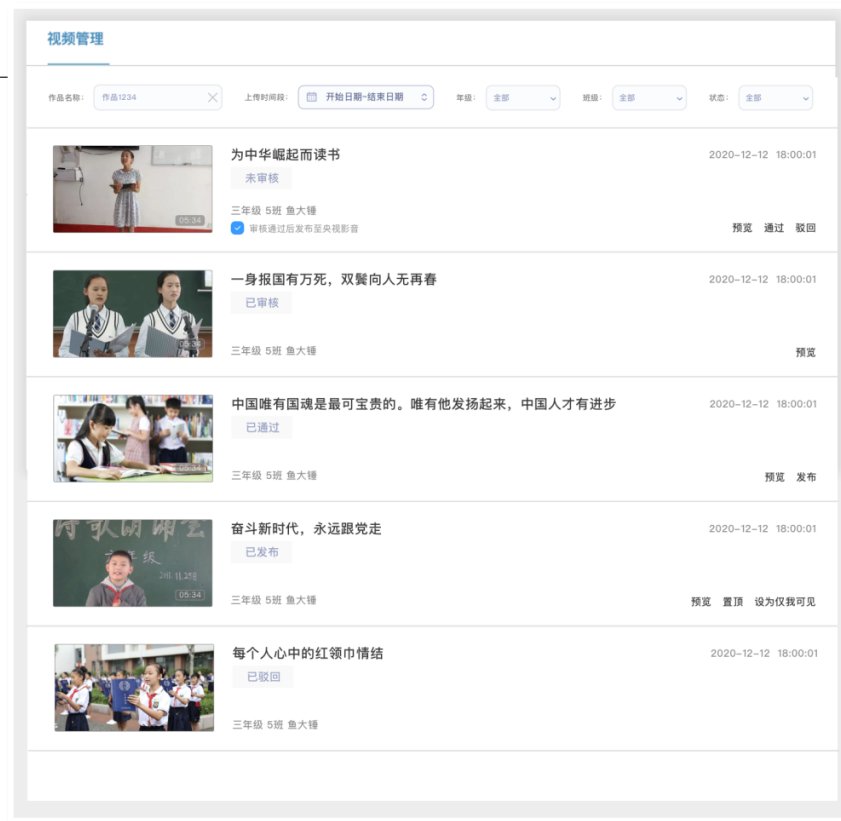 视频管理
作品名称： 作品1234 上传时间段： 开始日期~结束日期 年级： 全部 班级： 全部 状态： 全部
为中华崛起而读书 2020-12-12 18:00:01
未审核
05:34
三年级 5班 鱼大锤
审核通过后发布至央视影音 预览 通过 驳回
一身报国有万死，双鬓向人无再春 2020-12-12 18:00:01
已审核
05:34
三年级 5班 鱼大锤
预览
中国唯有国魂是最可宝贵的。唯有他发扬起来，中国人才有进步 2020-12-12 18:00:01
已通过
05:34
三年级 5班 鱼大锤
预览 发布
奋斗新时代，永远跟党走 2020-12-12 18:00:01
已发布
05:34
三年级 5班 鱼大锤
预览 置顶 设为仅我可见
每个人心中的红领巾情结 2020-12-12 18:00:01
已驳回
三年级 5班 鱼大锤